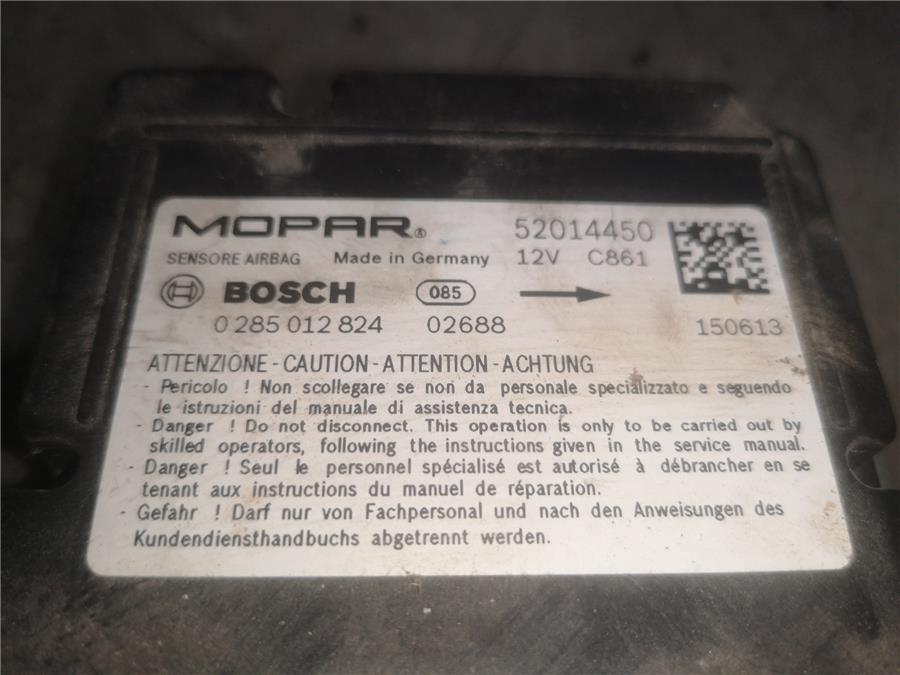 MOPAR® 52014450
SENSORE AIRBAG Made in Germany 12V C861
BOSCH 085
0 285 012 824 02688 150613
ATTENZIONE - CAUTION - ATTENTION - ACHTUNG
- Pericolo ! Non scollegare se non da personale specializzato e seguendo
le istruzioni del manuale di assistenza tecnica.
- Danger ! Do not disconnect. This operation is only to be carried out by
skilled operators, following the instructions given in the service manual.
- Danger ! Seul le personnel spécialisé est autorisé à débrancher en se
tenant aux instructions du manuel de réparation.
- Gefahr ! Darf nur von Fachpersonal und nach den Anweisungen des
Kundendiensthandbuchs abgetrennt werden.